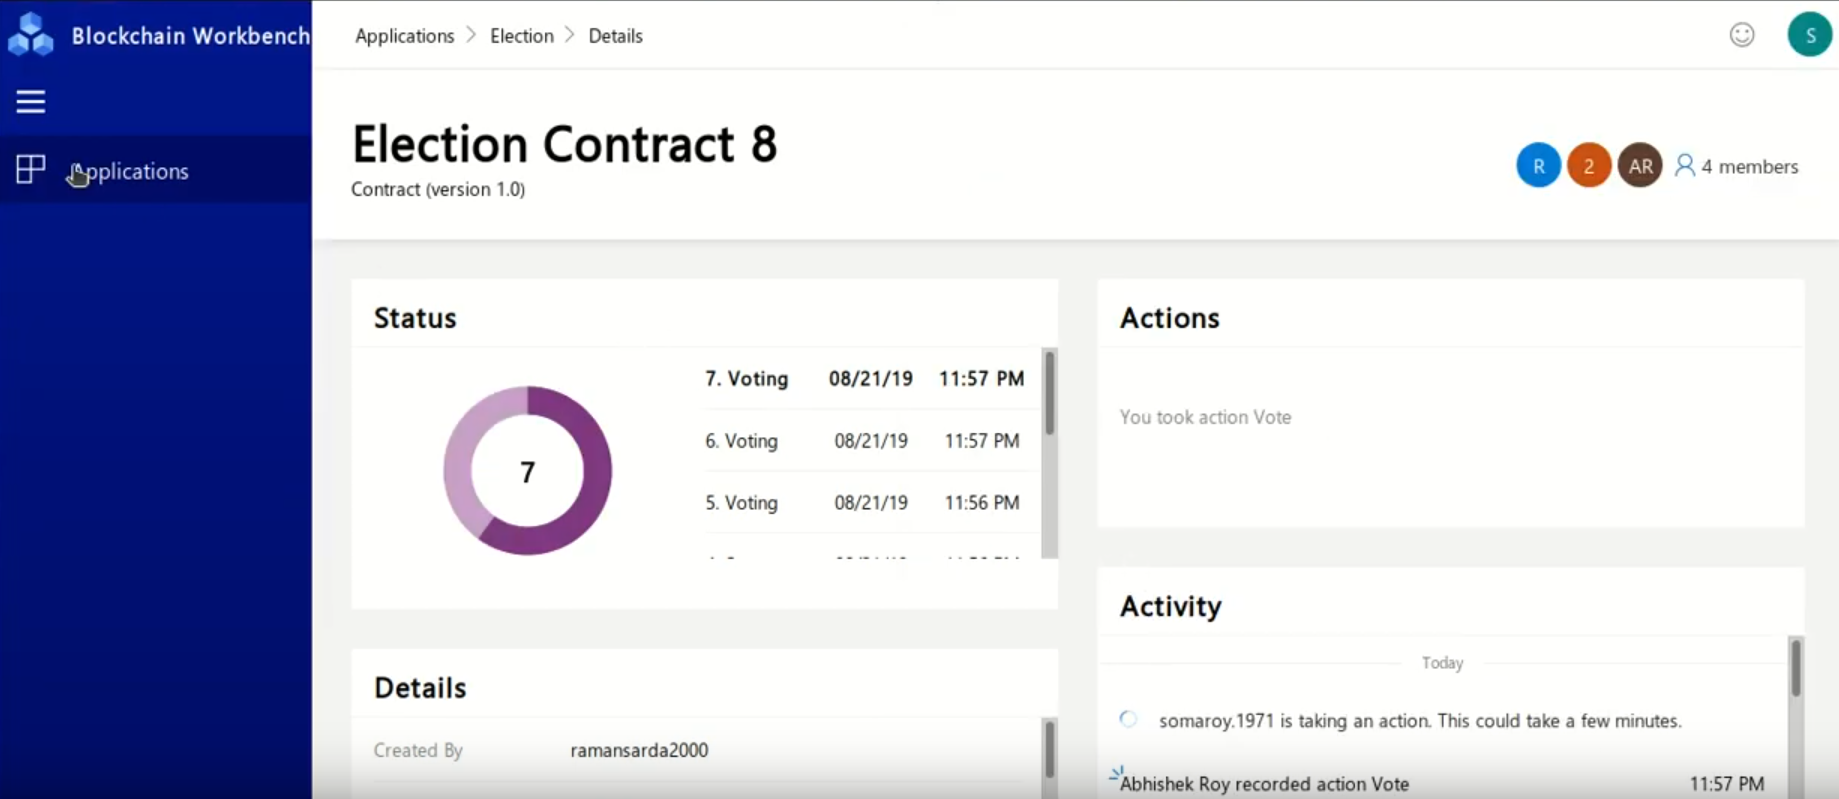 Blockchain Workbench
Applications > Election > Details
S
Applications
Election Contract 8
Contract (version 1.0)
R 2 AR 4 members
Status
7
7. Voting 08/21/19 11:57 PM
6. Voting 08/21/19 11:57 PM
5. Voting 08/21/19 11:56 PM
Details
Created By ramansarda2000
Actions
You took action Vote
Activity
Today
somaroy.1971 is taking an action. This could take a few minutes.
Abhishek Roy recorded action Vote 11:57 PM